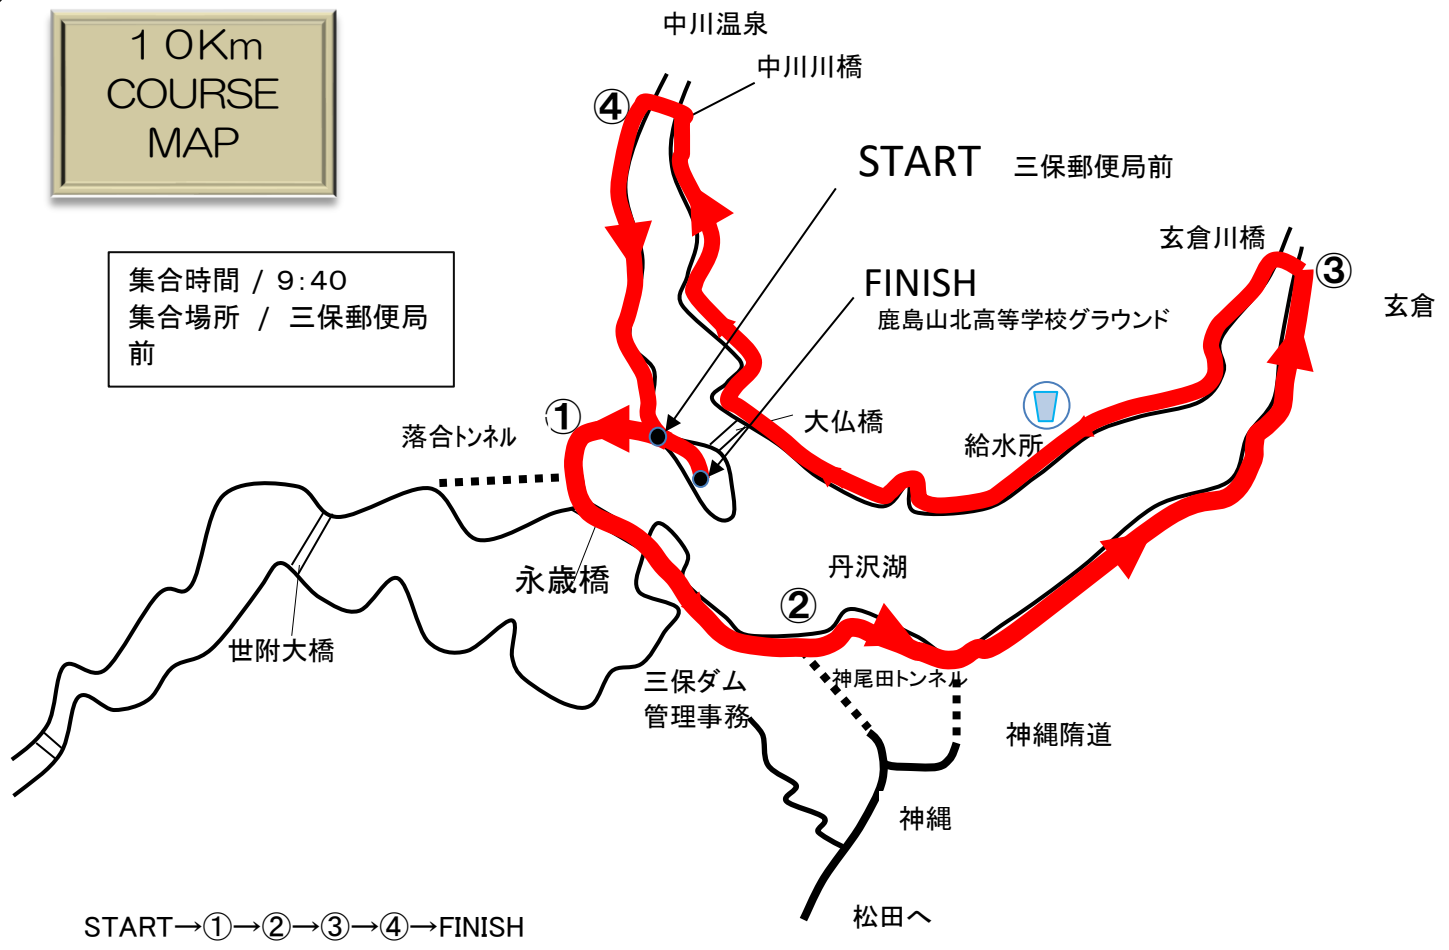 10Km
COURSE
MAP
中川温泉
中川川橋
④
START 三保郵便局前
玄倉川橋
③
玄倉
集合時間 / 9:40
集合場所 / 三保郵便局
前
FINISH
鹿島山北高等学校グラウンド
①
大仏橋
落合トンネル
給水所
永歳橋
丹沢湖
②
世附大橋
三保ダム
管理事務
神尾田トンネル
神縄隋道
神縄
松田へ
START→①→②→③→④→FINISH